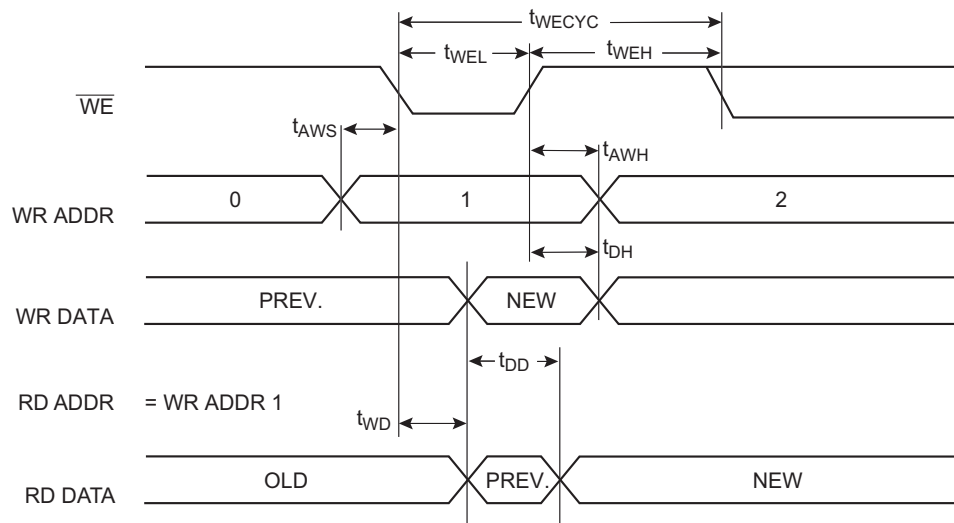 tWECYC
tWEL
tWEH
WE
tAWS
tAWH
WR ADDR
0
1
2
tDH
WR DATA
PREV.
NEW
tDD
RD ADDR = WR ADDR 1
tWD
RD DATA
OLD
PREV.
NEW